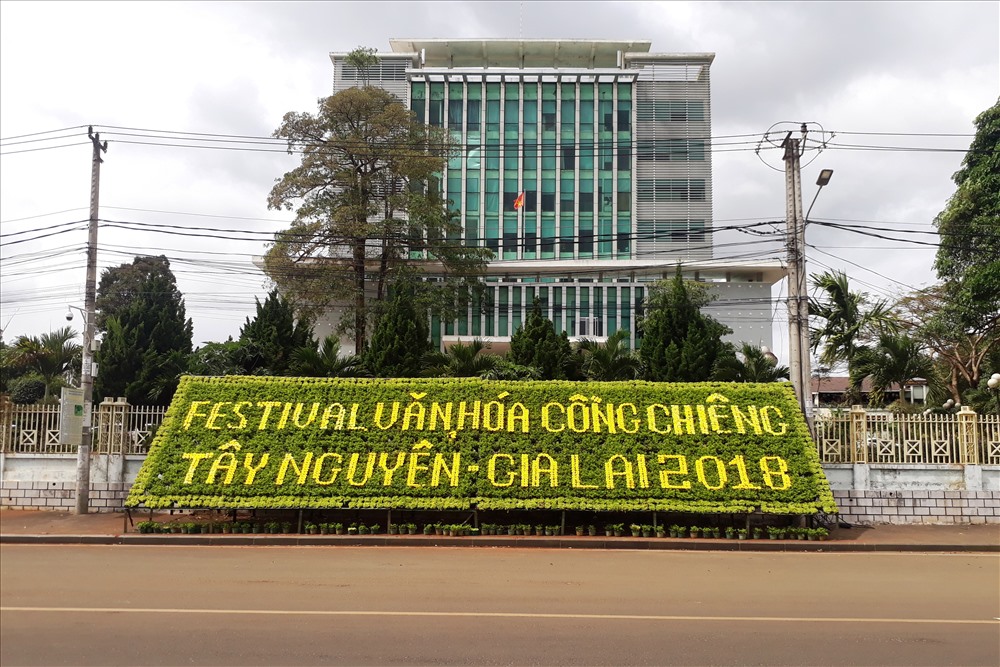 FESTIVAL VĂN HÓA CỒNG CHIÊNG
TÂY NGUYÊN - GIA LAI 2018